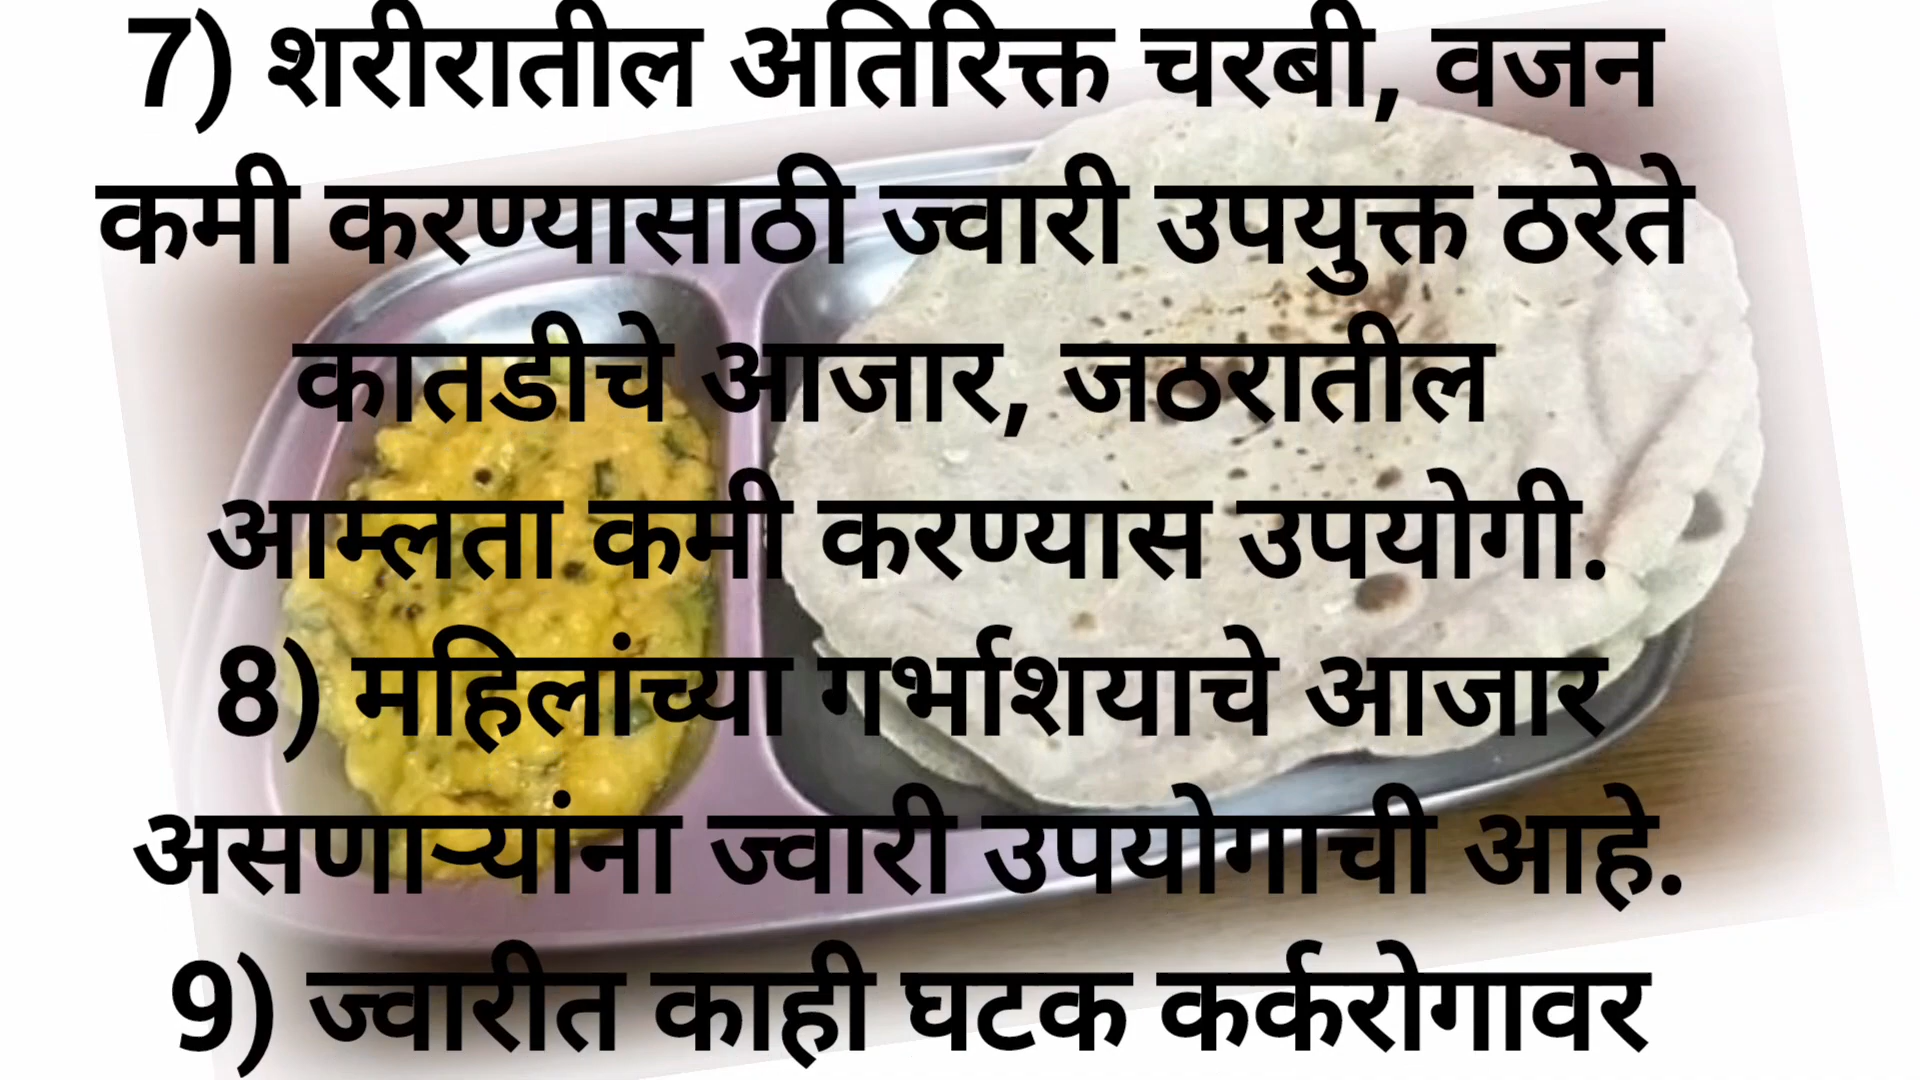 7) शरीरातील अतिरिक्त चरबी, वजन
कमी करण्यासाठी ज्वारी उपयुक्त ठरेते
कातडीचे आजार, जठरातील
आम्लता कमी करण्यास उपयोगी.
8) महिलांच्या गर्भाशयाचे आजार
असणाऱ्यांना ज्वारी उपयोगाची आहे.
9) ज्वारीत काही घटक कर्करोगावर